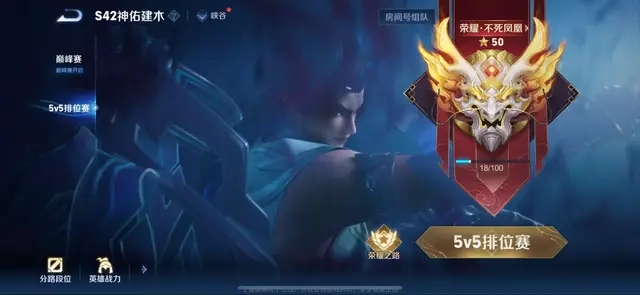 S42神佑建木
峡谷
房间号组队
荣耀·不死凤凰
50
巅峰赛
巅峰赛开启
5v5排位赛
18/100
荣耀之路
5v5排位赛
分路段位
英雄战力